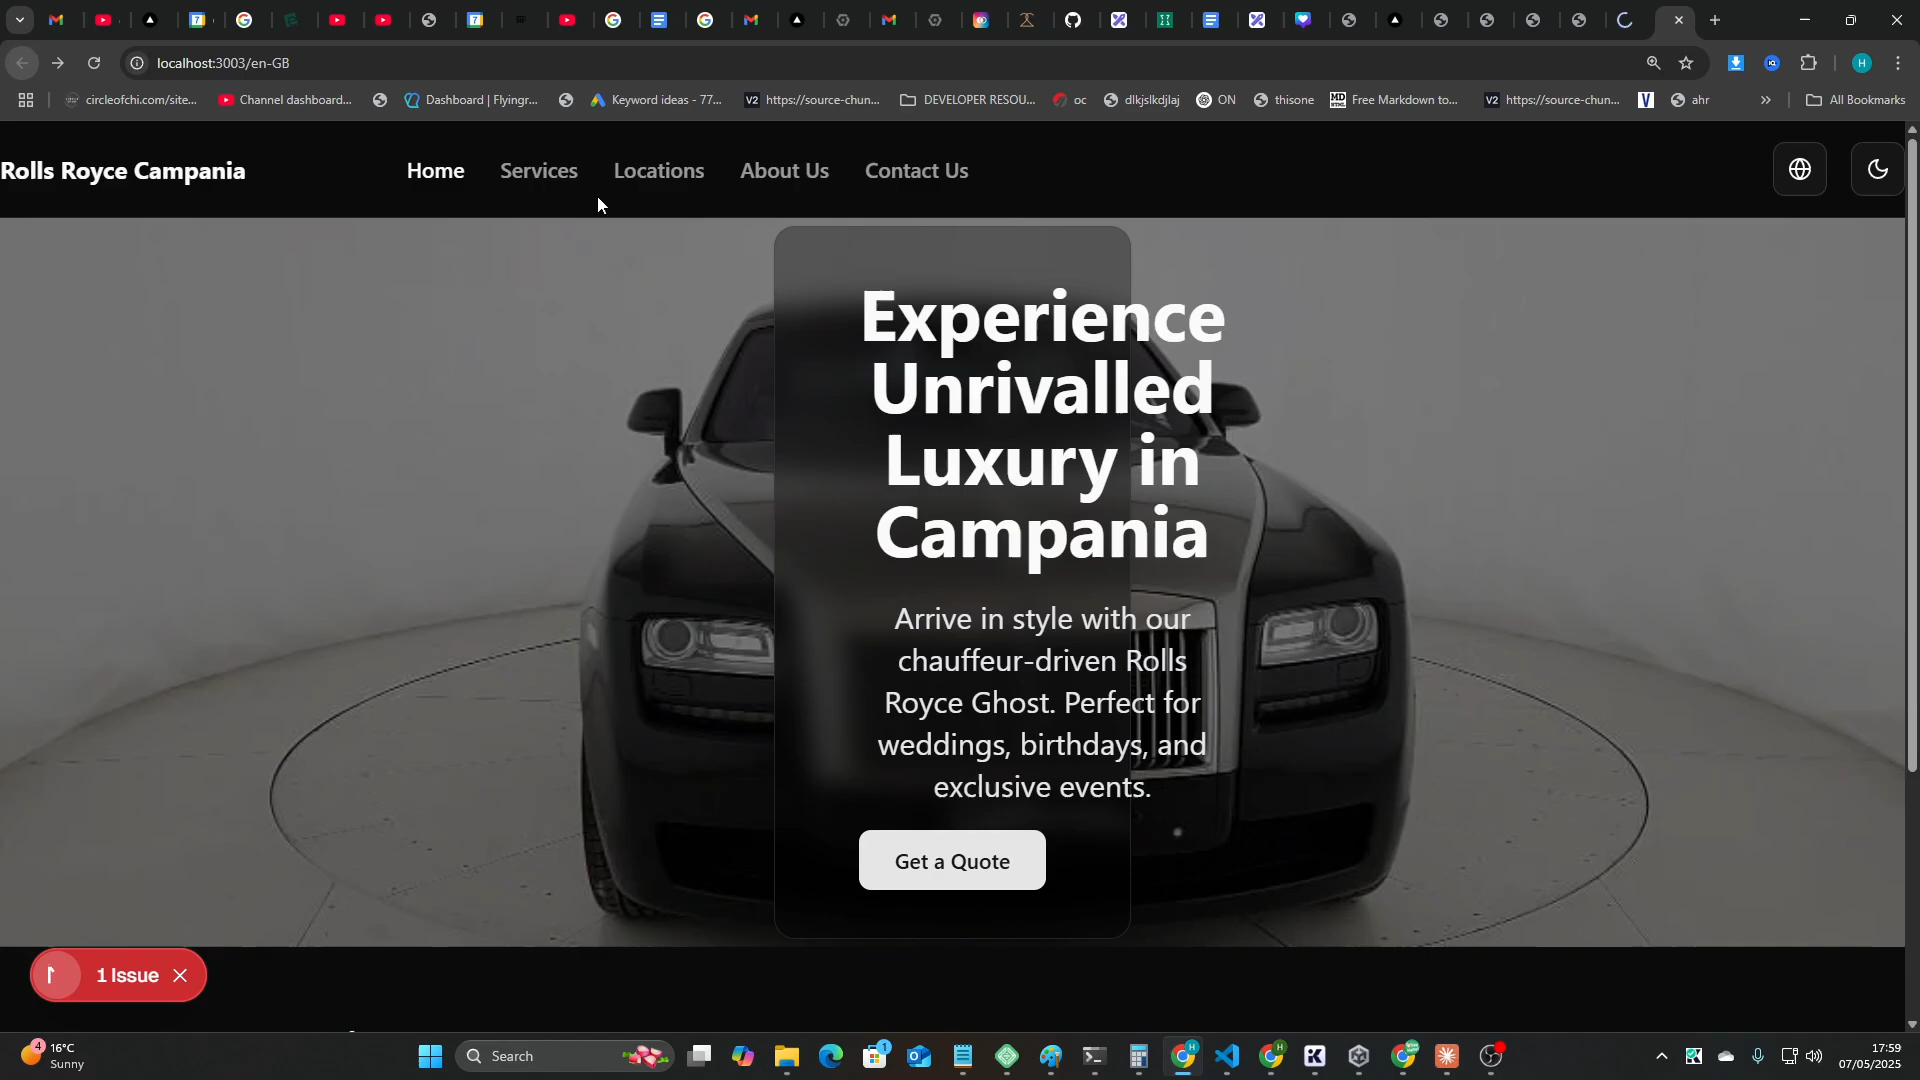 localhost:3003/en-GB
circleofchi.com/site...
Channel dashboard...
Dashboard | Flyingr...
Keyword ideas - 77...
V2
https://source-chun...
DEVELOPER RESOU...
oc
dlkjslkdjlaj
ON
thisone
Free Markdown to...
V2
https://source-chun...
V
ahr
»
All Bookmarks
H
Rolls Royce Campania
Home
Services
Locations
About Us
Contact Us
Experience
Unrivalled
Luxury in
Campania
Arrive in style with our
chauffeur-driven Rolls
Royce Ghost. Perfect for
weddings, birthdays, and
exclusive events.
Get a Quote
1 Issue
4
16°C
Sunny
Search
1
17:59
07/05/2025